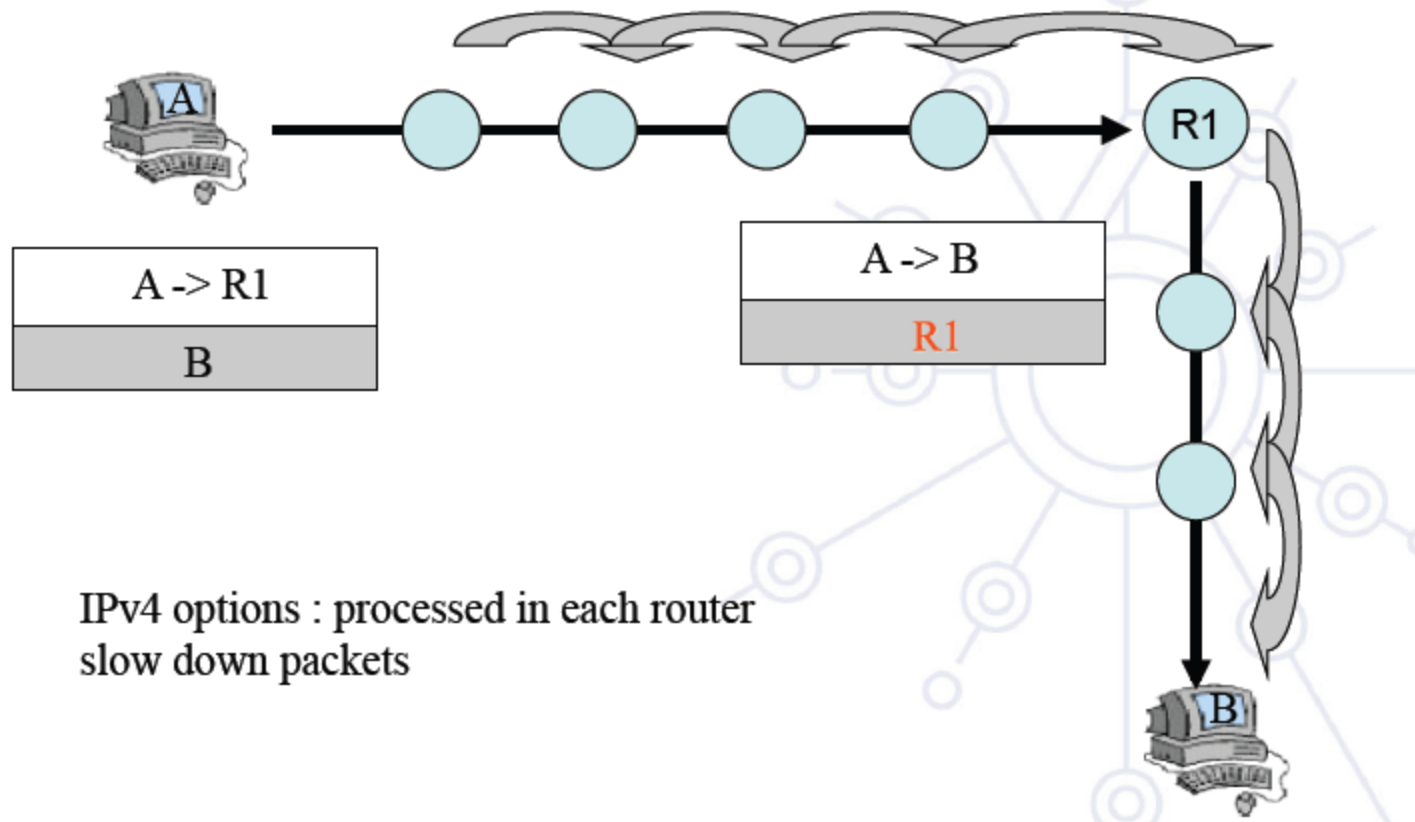 A
R1
A -> R1
B
A -> B
R1
IPv4 options : processed in each router
slow down packets
B